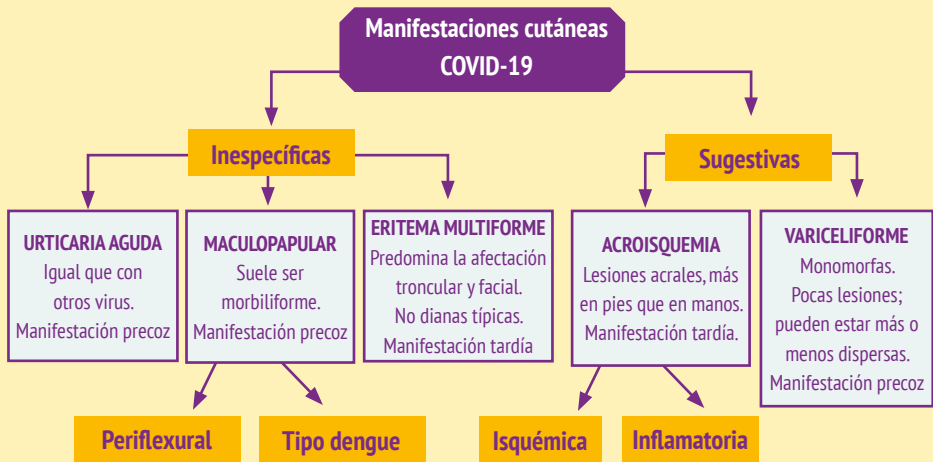 Manifestaciones cutáneas
COVID-19
Inespecíficas
Sugestivas
URTICARIA AGUDA
Igual que con
otros virus.
Manifestación precoz
MACULOPAPULAR
Suele ser
morbiliforme.
Manifestación precoz
ERITEMA MULTIFORME
Predomina la afectación
troncular y facial.
No dianas típicas.
Manifestación tardía
ACROISQUEMIA
Lesiones acrales, más
en pies que en manos.
Manifestación tardía.
VARICELIFORME
Monomorfas.
Pocas lesiones;
pueden estar más o
menos dispersas.
Manifestación precoz
Periflexural
Tipo dengue
Isquémica
Inflamatoria